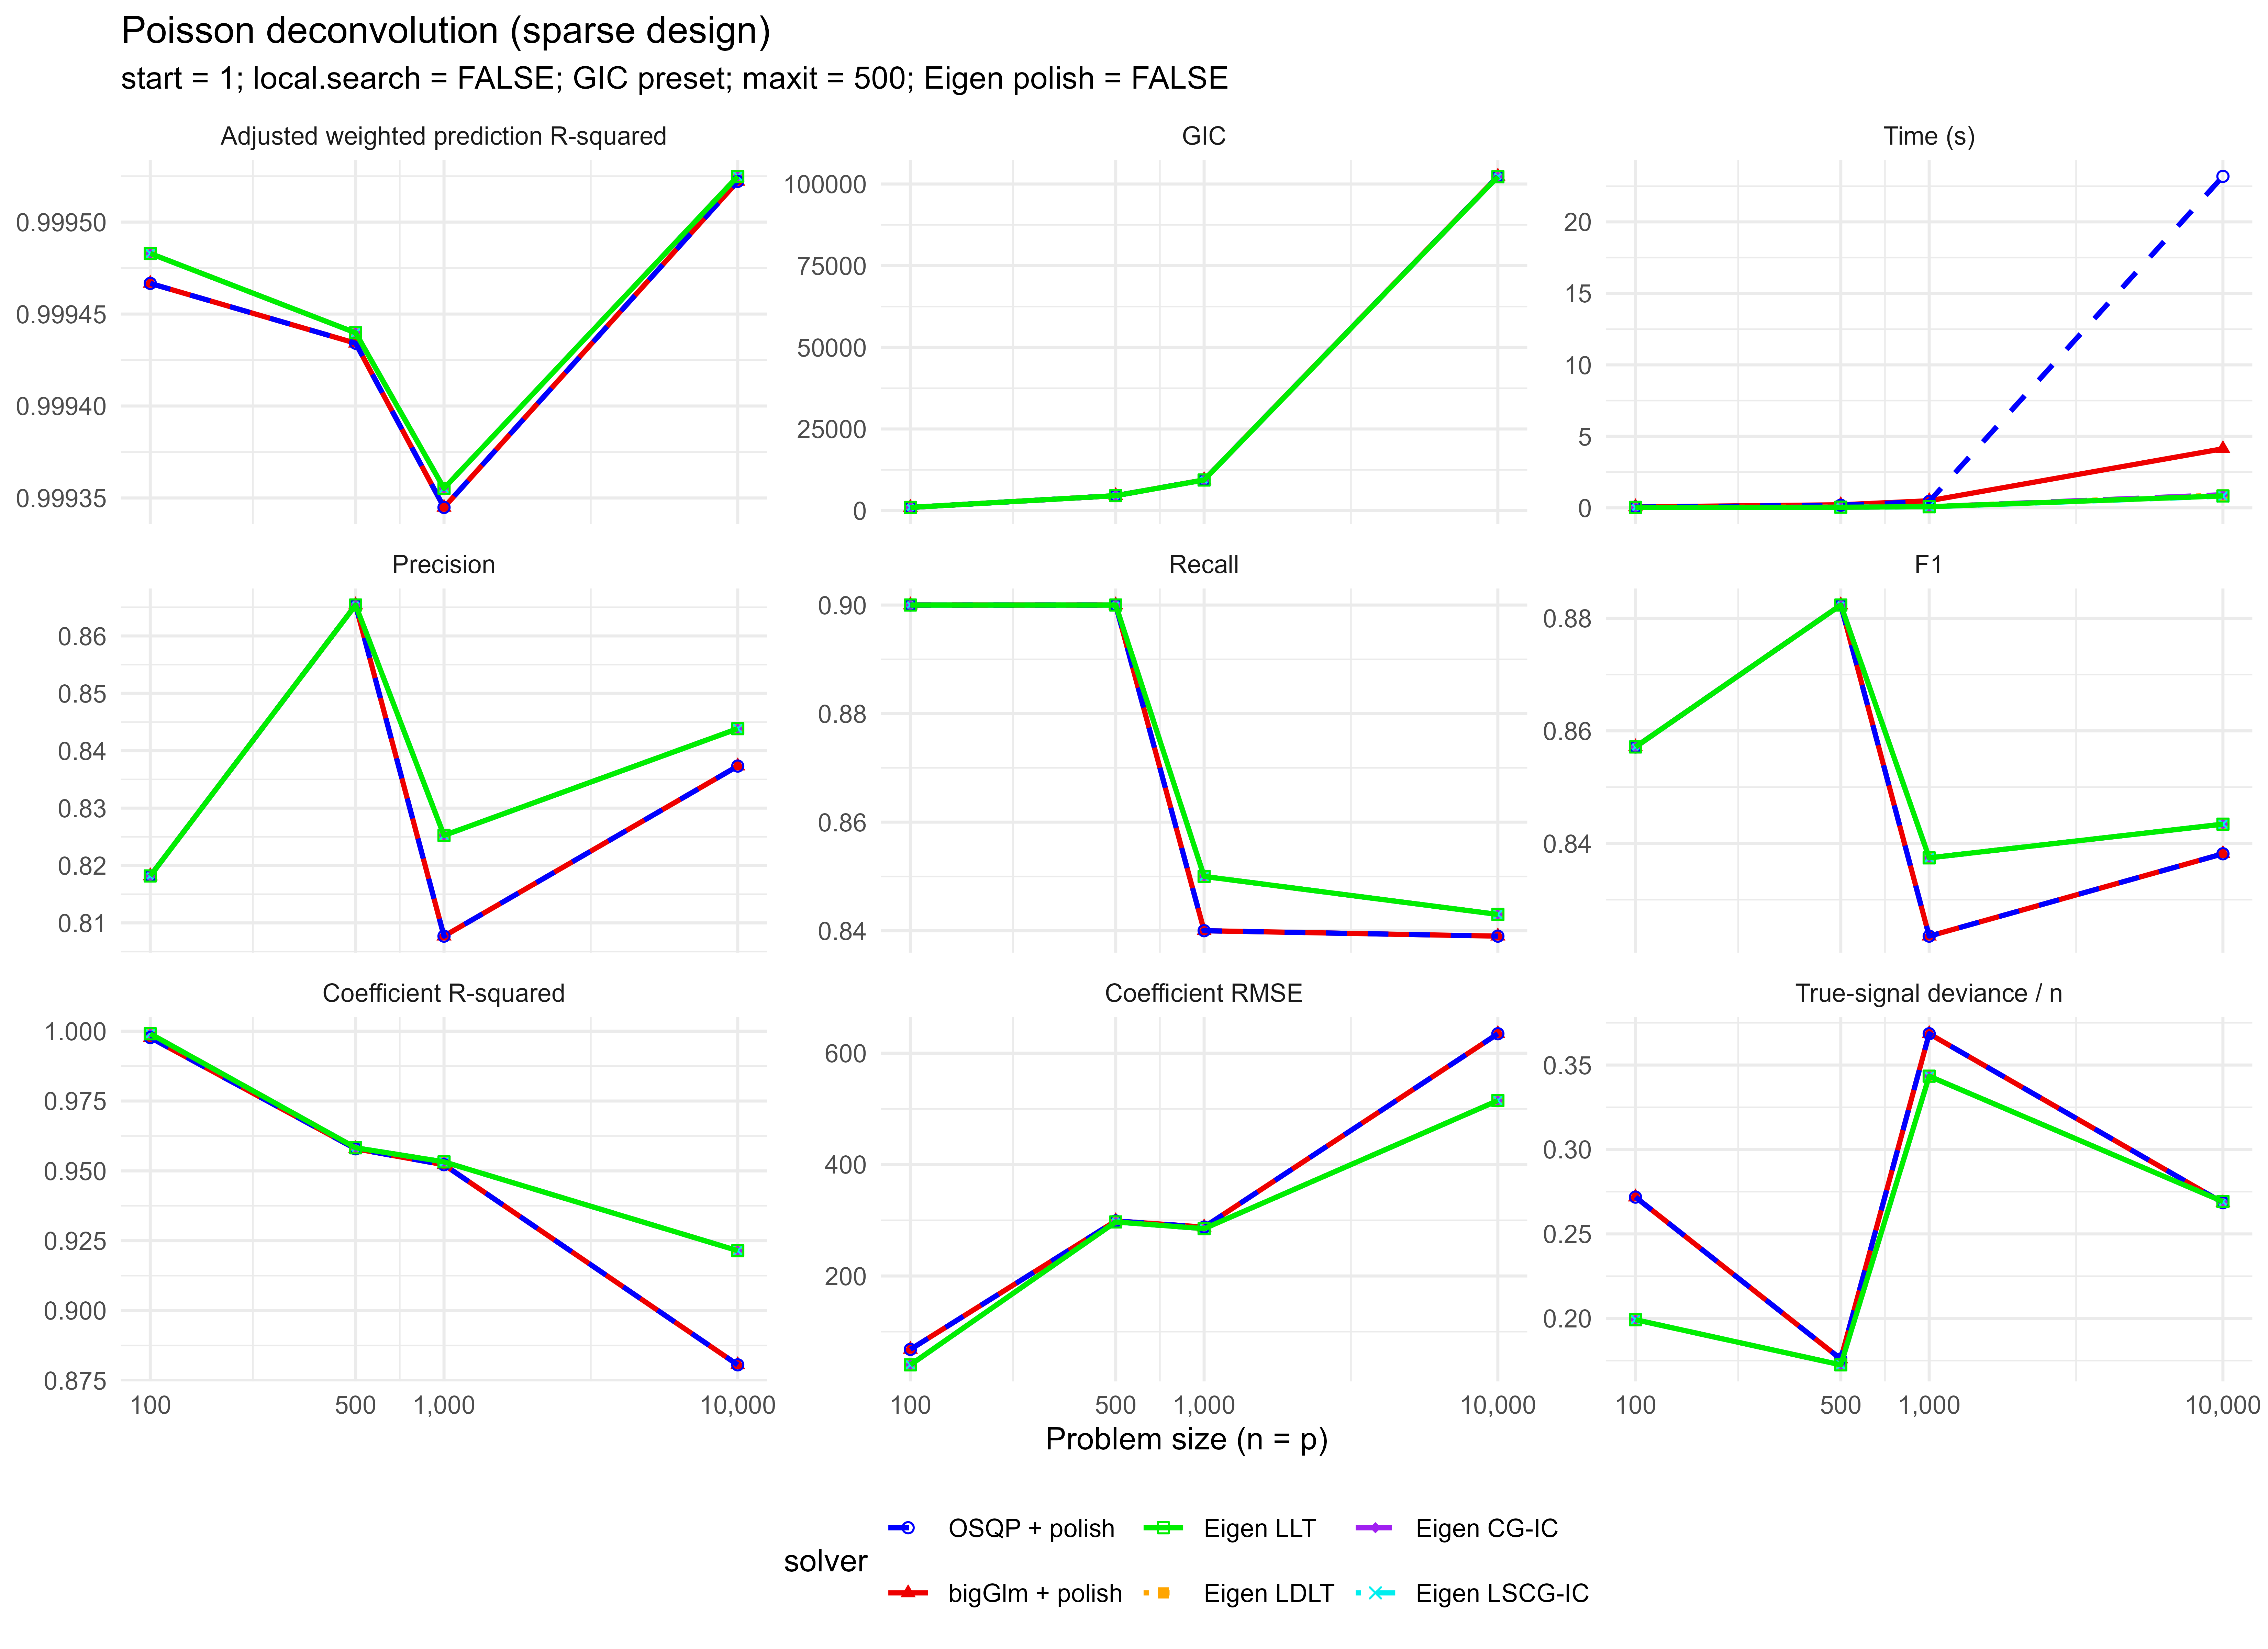 Poisson deconvolution (sparse design)
start = 1; local.search = FALSE; GIC preset; maxit = 500; Eigen polish = FALSE
Adjusted weighted prediction R-squared
0.99950
0.99945
0.99940
0.99935
GIC
100000
75000
50000
25000
0
Time (s)
20
15
10
5
0
Precision
0.86
0.85
0.84
0.83
0.82
0.81
Recall
0.90
0.88
0.86
0.84
F1
0.88
0.86
0.84
Coefficient R-squared
1.000
0.975
0.950
0.925
0.900
0.875
100 500 1,000 10,000
Coefficient RMSE
600
400
200
100 500 1,000 10,000
True-signal deviance / n
0.35
0.30
0.25
0.20
100 500 1,000 10,000
Problem size (n = p)
solver
OSQP + polish
Eigen LLT
Eigen CG-IC
bigGlm + polish
Eigen LDLT
Eigen LSCG-IC